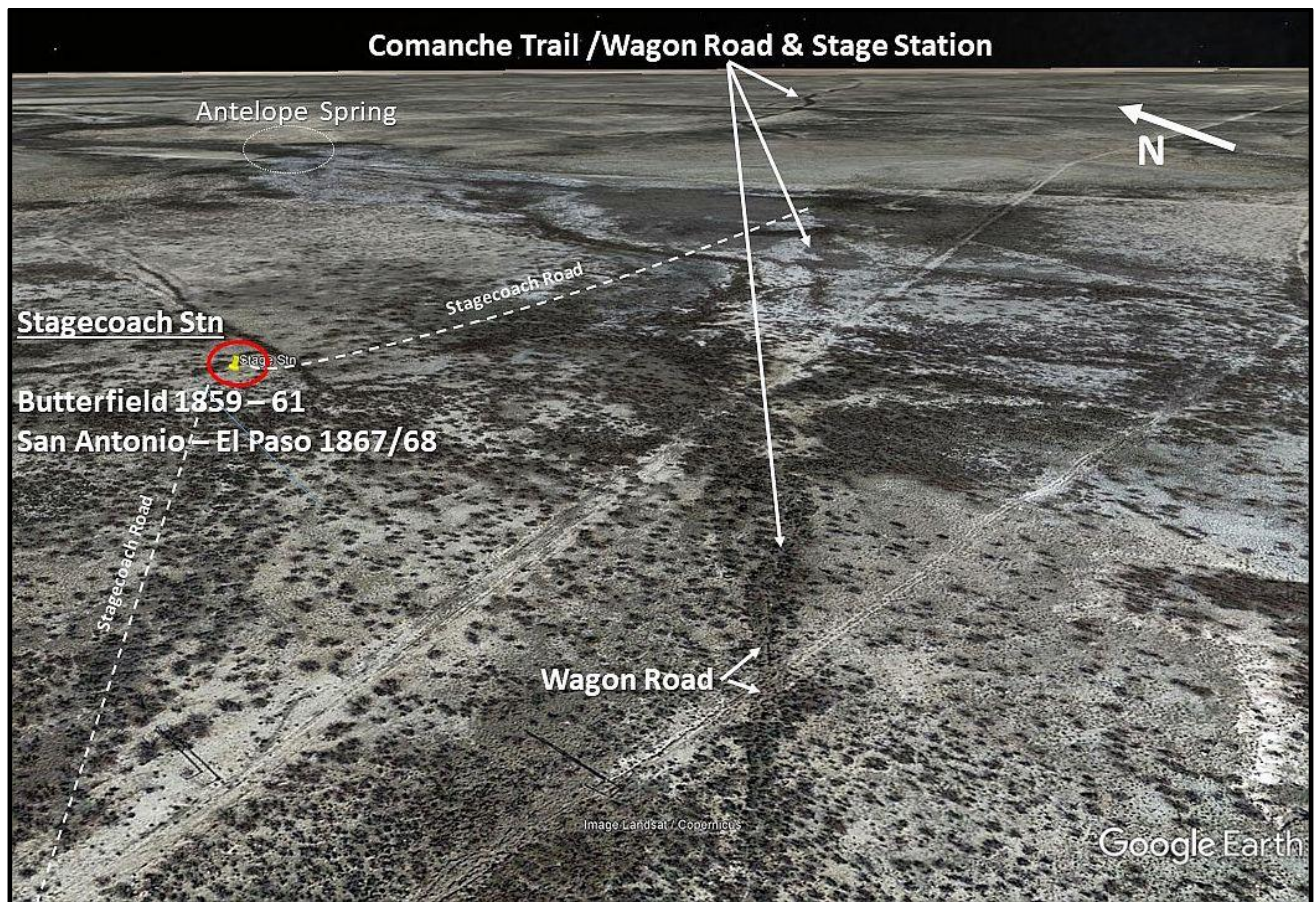 Comanche Trail /Wagon Road & Stage Station
Antelope Spring
N
Stagecoach Road
Stagecoach Stn
Stage Stn
Butterfield 1859 – 61
San Antonio – El Paso 1867/68
Stagecoach Road
Wagon Road
Image Landsat / Copernicus
Google Earth